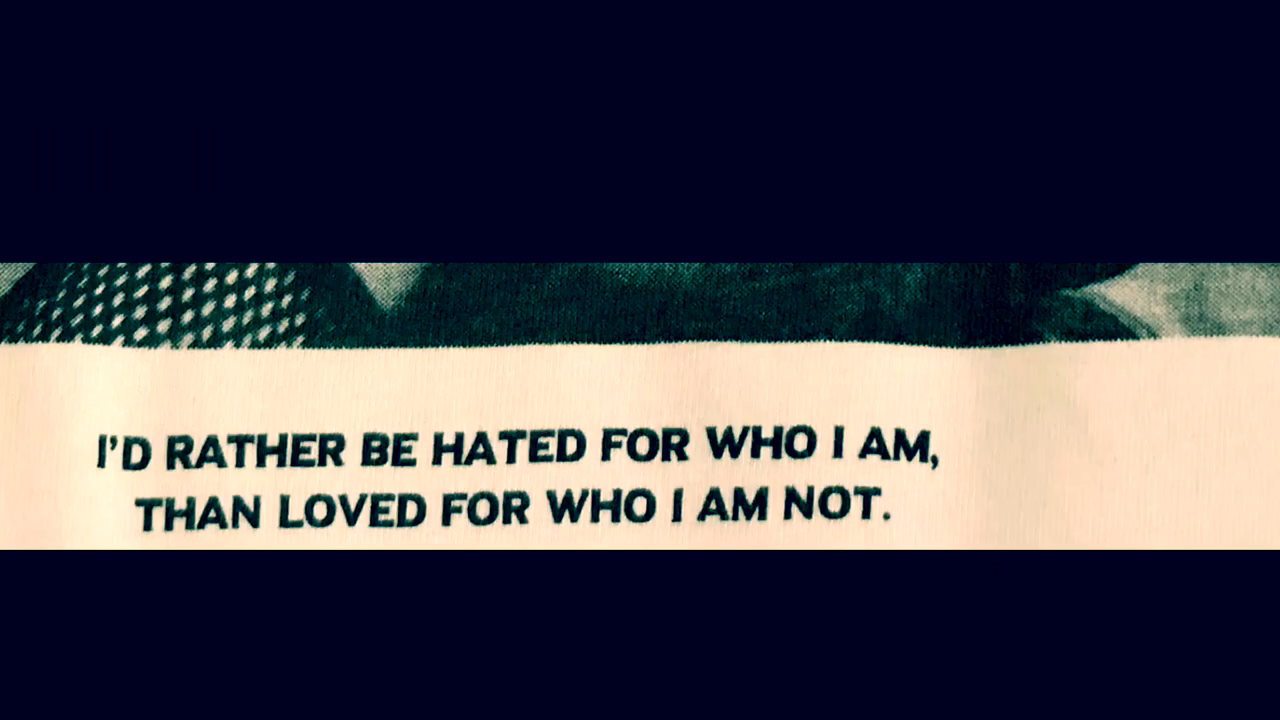 I'D RATHER BE HATED FOR WHO I AM,
THAN LOVED FOR WHO I AM NOT.